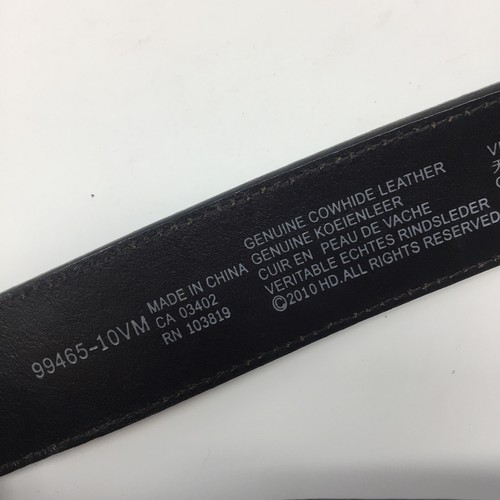 99465-10VM
MADE IN CHINA
CA 03402
RN 103819
GENUINE COWHIDE LEATHER
GENUINE KOEIENLEER
CUIR EN PEAU DE VACHE
VERITABLE ECHTES RINDSLEDER
©2010 HD.ALL RIGHTS RESERVED